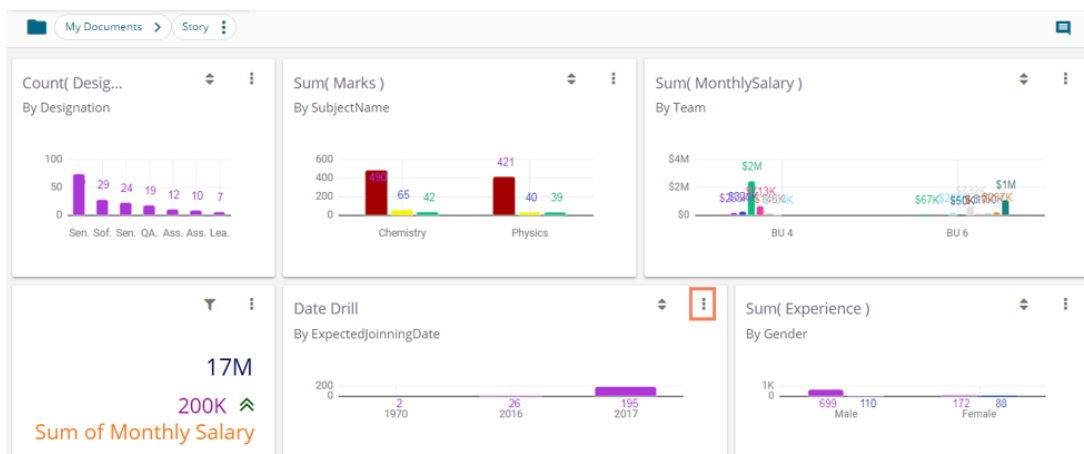 My Documents
Story
Count( Desig...
By Designation
100
50
0
29
24
19
12
10
7
Sen. Sof. Sen. QA. Ass. Ass. Lea.
Sum( Marks )
By SubjectName
600
400
200
0
490
65
42
421
40
39
Chemistry
Physics
Sum( MonthlySalary )
By Team
$4M
$2M
$0
$2M
$67K
$1M
BU 4
BU 6
17M
200K
Sum of Monthly Salary
Date Drill
By ExpectedJoinningDate
200
0
2
26
195
1970
2016
2017
Sum( Experience )
By Gender
1K
0
699
110
172
88
Male
Female